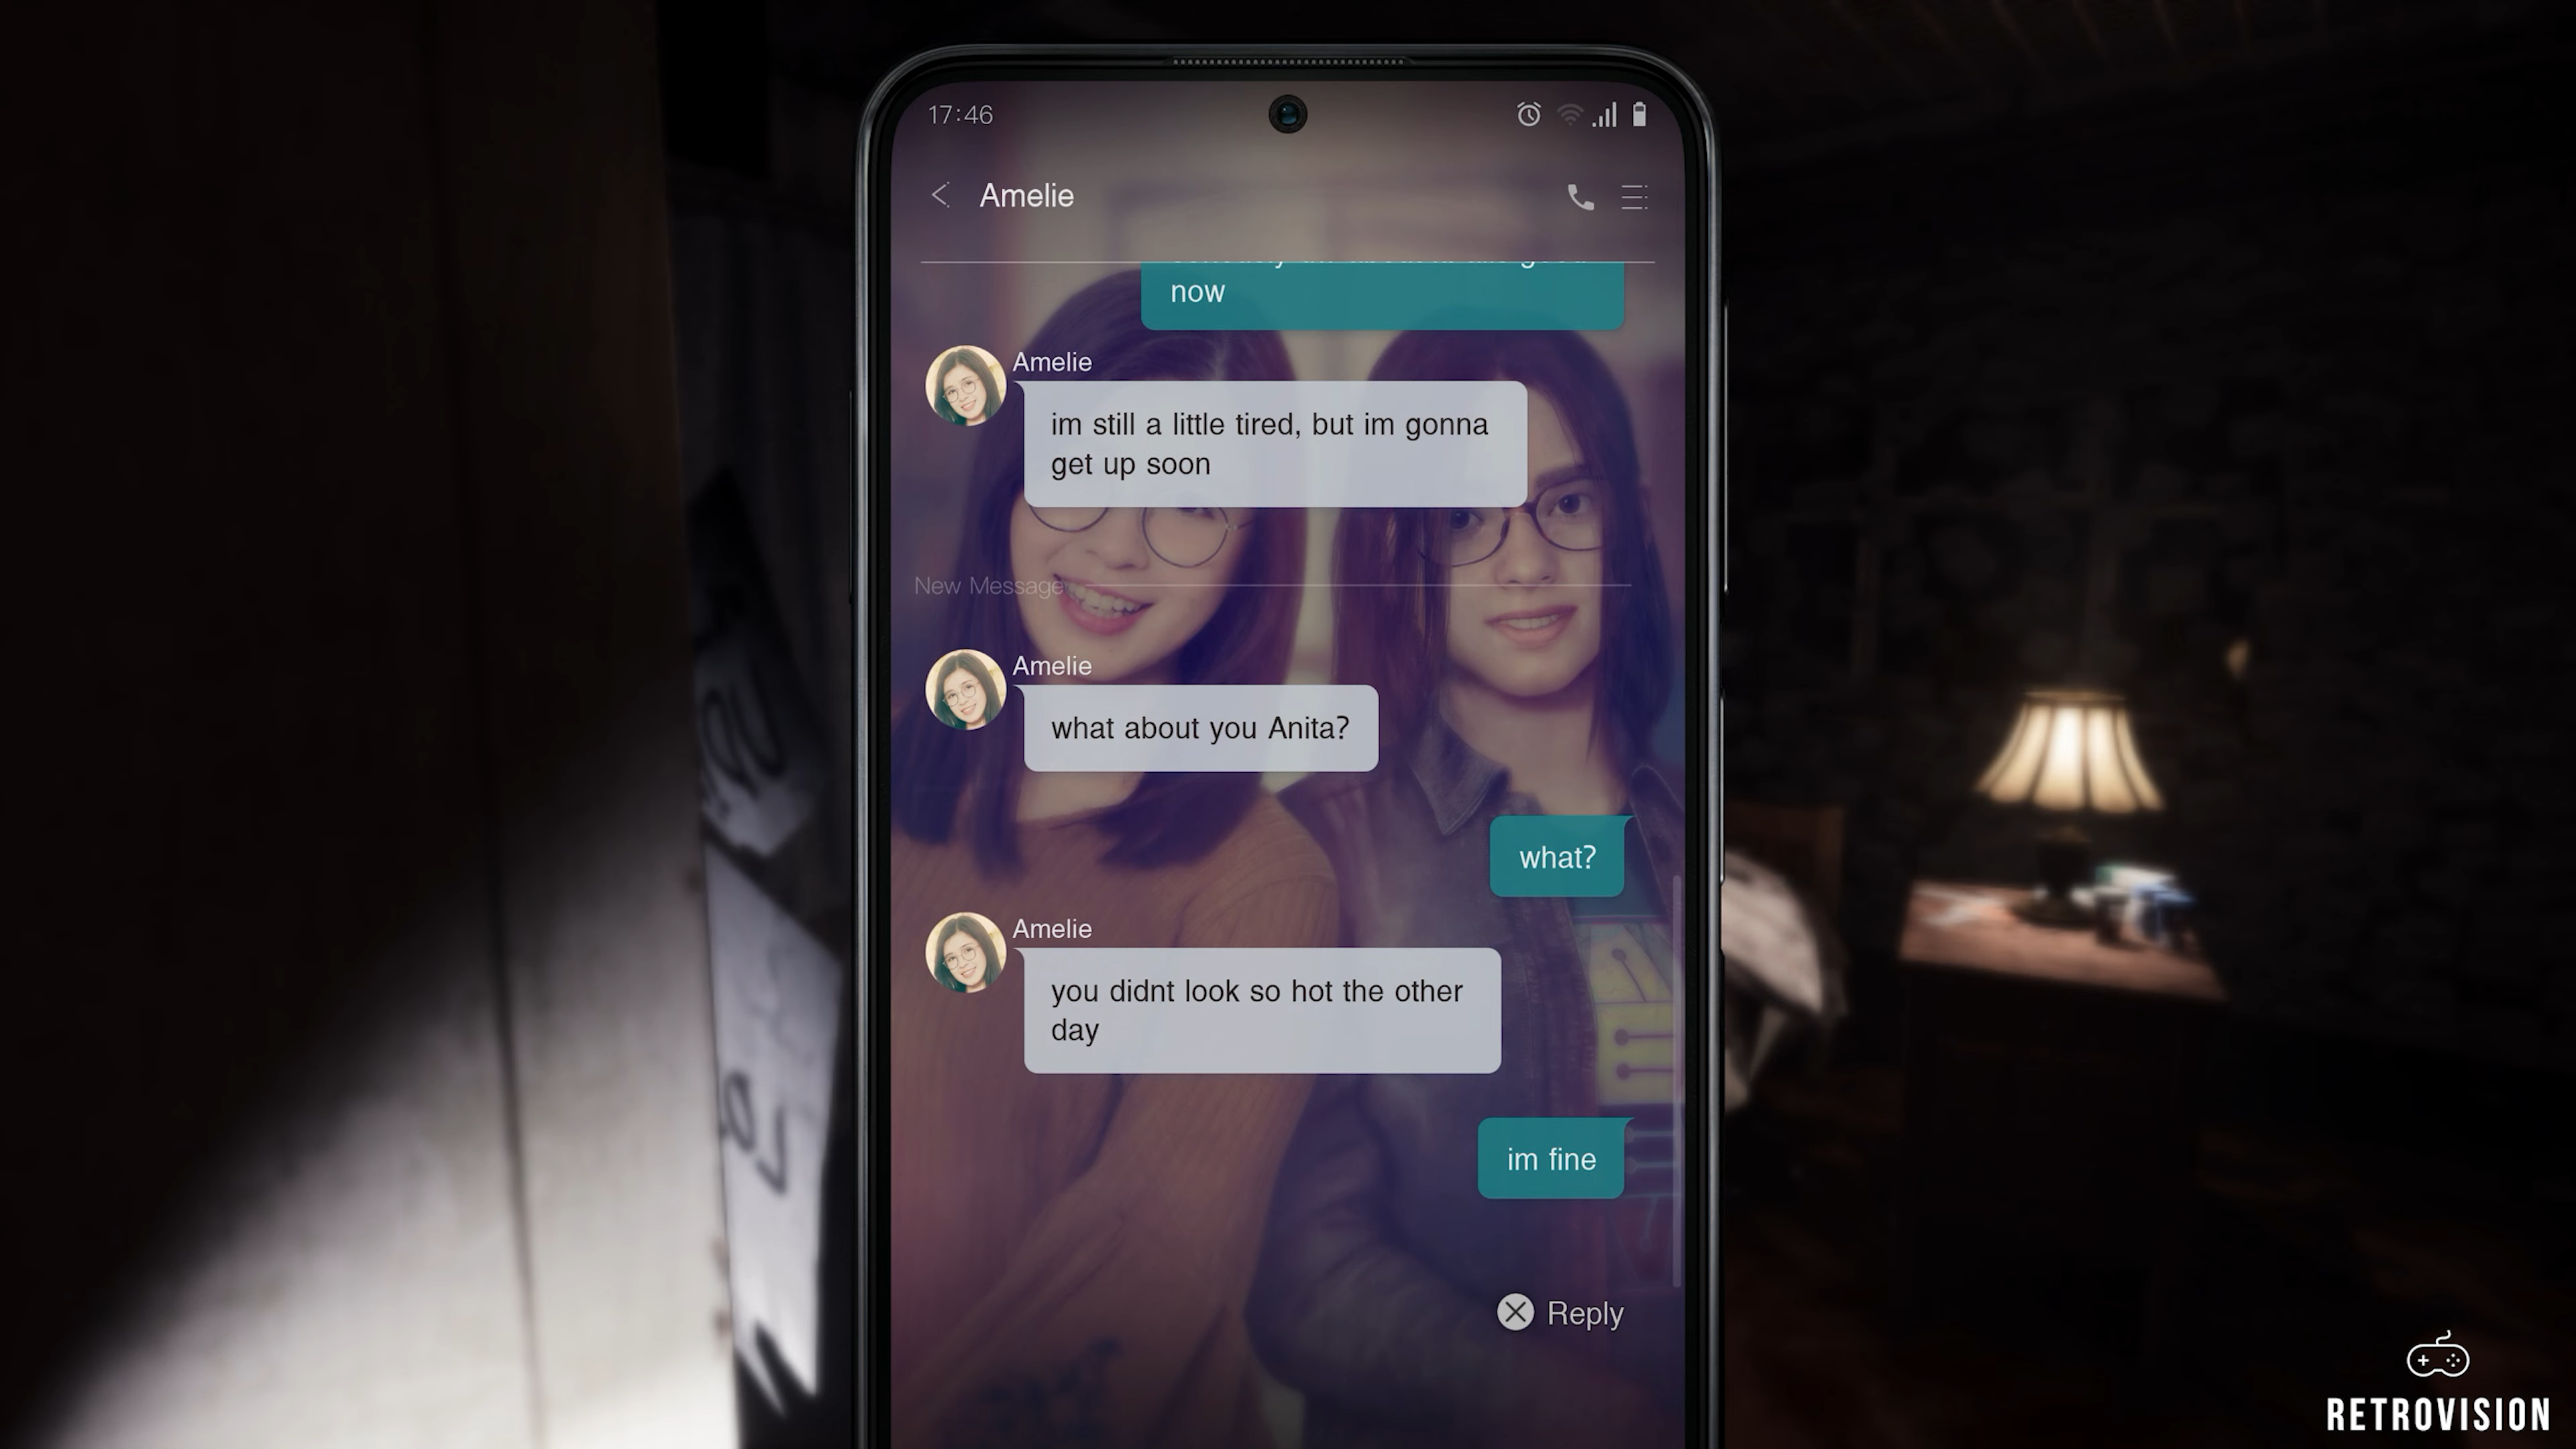 17:46
Amelie
now
Amelie
im still a little tired, but im gonna
get up soon
New Message
Amelie
what about you Anita?
what?
Amelie
you didnt look so hot the other
day
im fine
Reply
RETROVISION